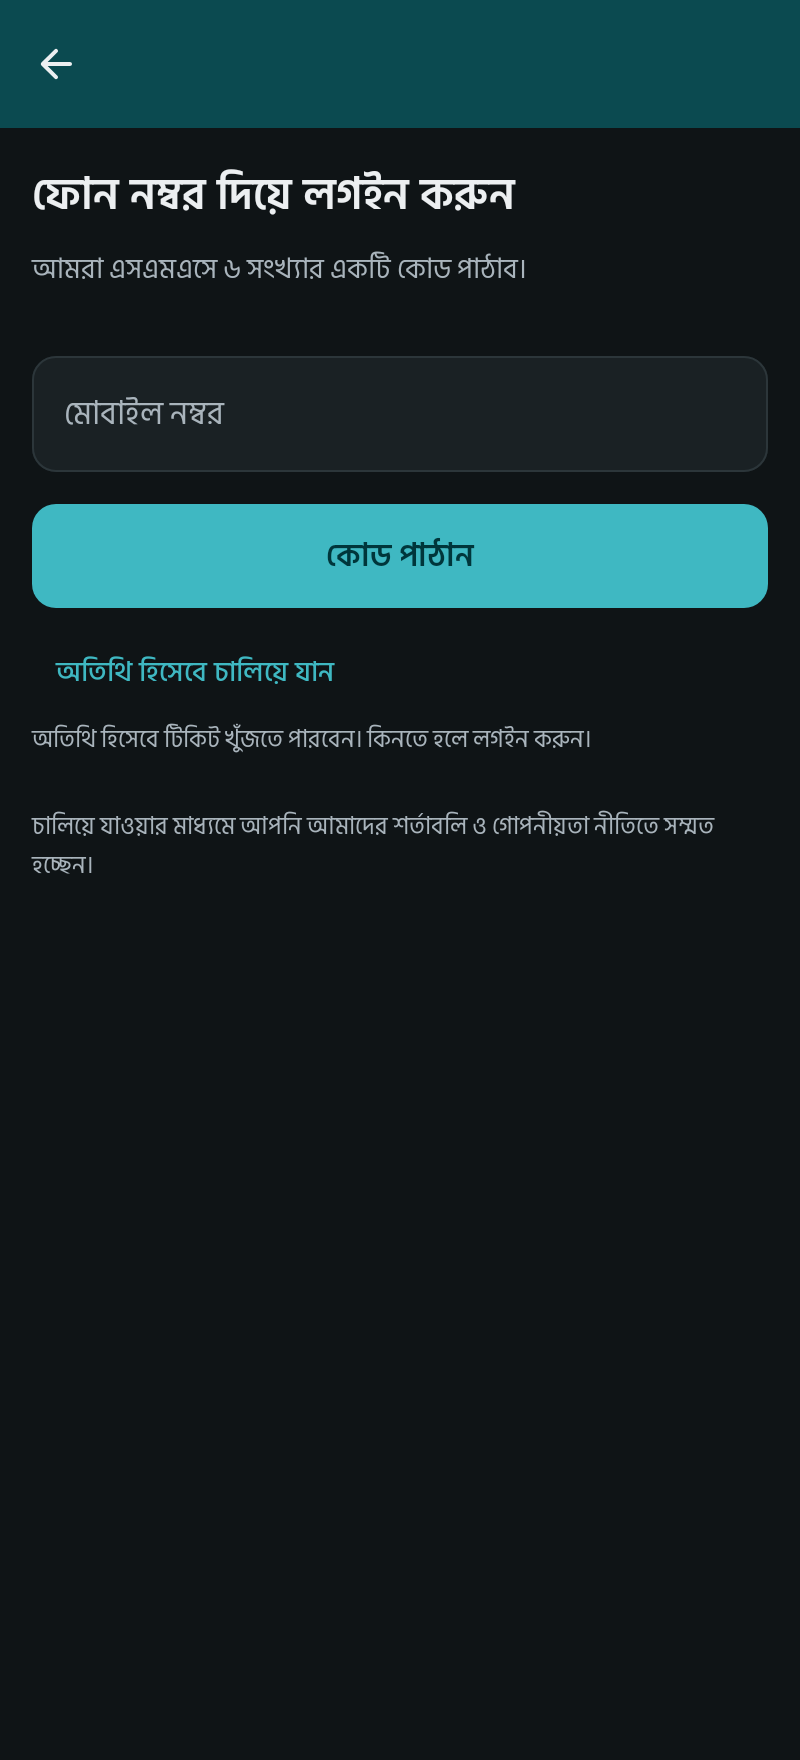 ফোন নম্বর দিয়ে লগইন করুন
আমরা এসএমএসে ৬ সংখ্যার একটি কোড পাঠাব।
মোবাইল নম্বর
কোড পাঠান
অতিথি হিসেবে চালিয়ে যান
অতিথি হিসেবে টিকিট খুঁজতে পারবেন। কিনতে হলে লগইন করুন।
চালিয়ে যাওয়ার মাধ্যমে আপনি আমাদের শর্তাবলি ও গোপনীয়তা নীতিতে সম্মত
হচ্ছেন।